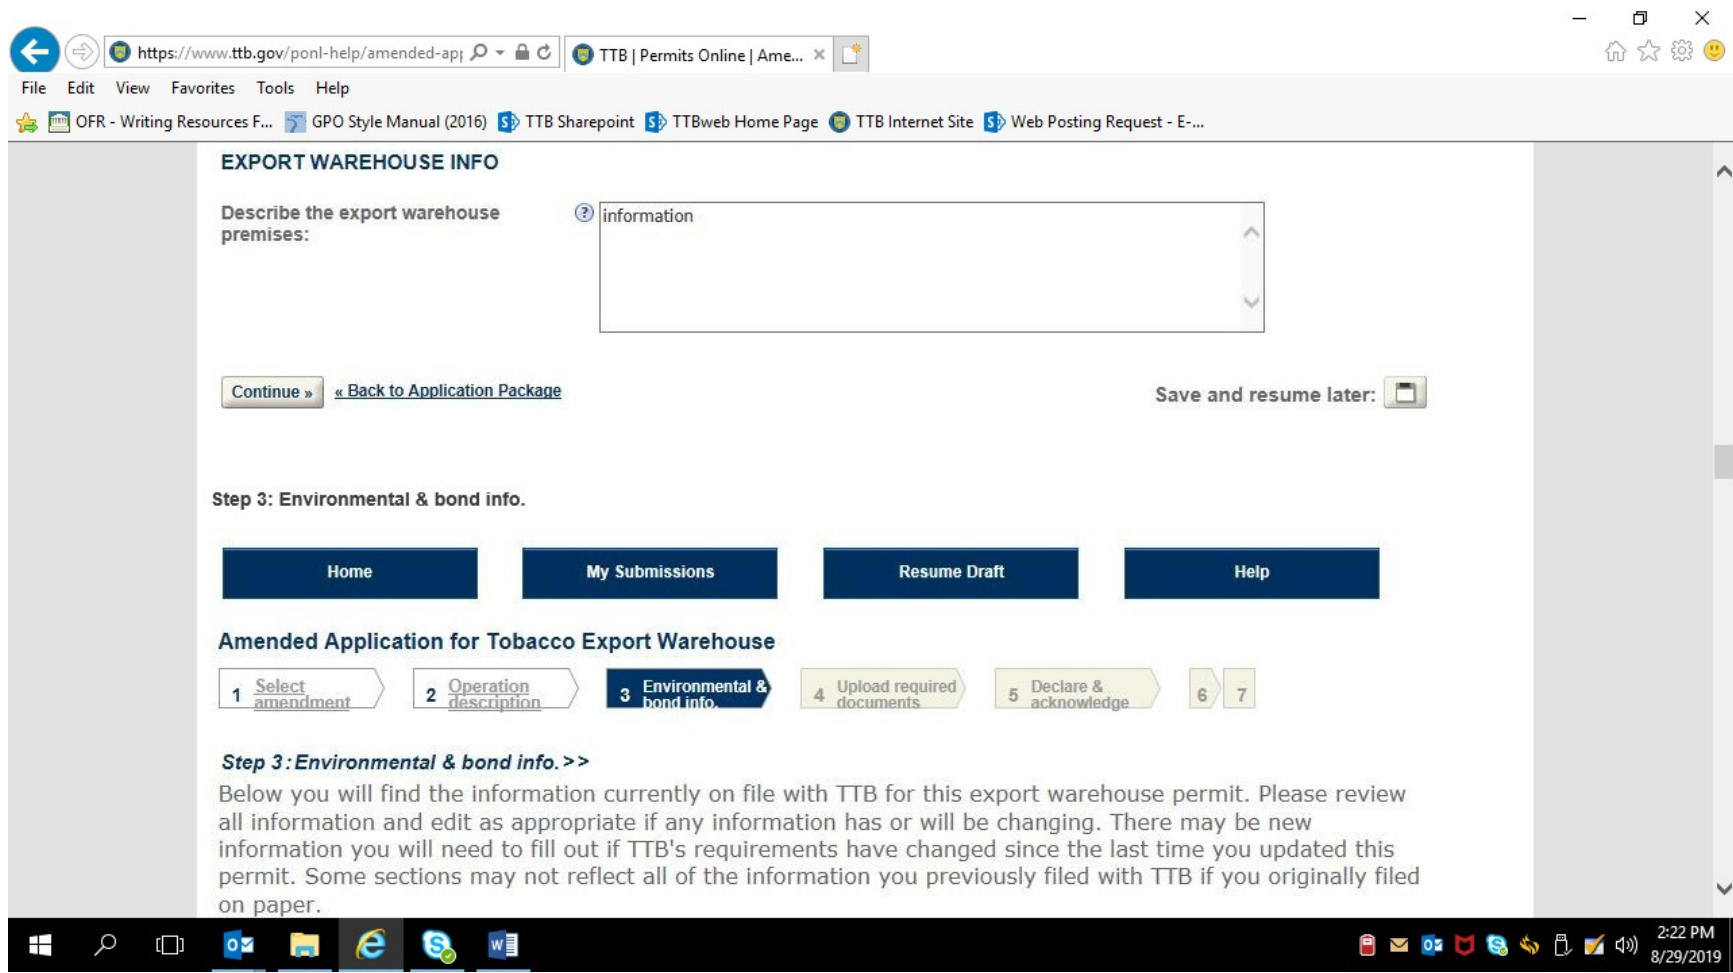 https://www.ttb.gov/ponl-help/amended-ap
TTB | Permits Online | Ame...
File Edit View Favorites Tools Help
OFR - Writing Resources F... GPO Style Manual (2016) TTB Sharepoint TTBweb Home Page TTB Internet Site Web Posting Request - E-...
EXPORT WAREHOUSE INFO
Describe the export warehouse
premises:
information
Continue » « Back to Application Package
Save and resume later:
Step 3: Environmental & bond info.
Home My Submissions Resume Draft Help
Amended Application for Tobacco Export Warehouse
1 Select amendment
2 Operation description
3 Environmental & bond info.
4 Upload required documents
5 Declare & acknowledge
6 7
Step 3: Environmental & bond info.>>
Below you will find the information currently on file with TTB for this export warehouse permit. Please review
all information and edit as appropriate if any information has or will be changing. There may be new
information you will need to fill out if TTB's requirements have changed since the last time you updated this
permit. Some sections may not reflect all of the information you previously filed with TTB if you originally filed
on paper.
2:22 PM
8/29/2019